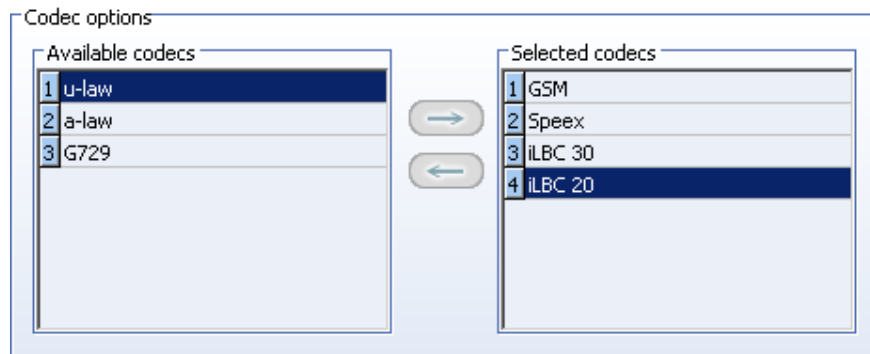 Codec options
Available codecs
1 u-law
2 a-law
3 G729
Selected codecs
1 GSM
2 Speex
3 iLBC 30
4 iLBC 20